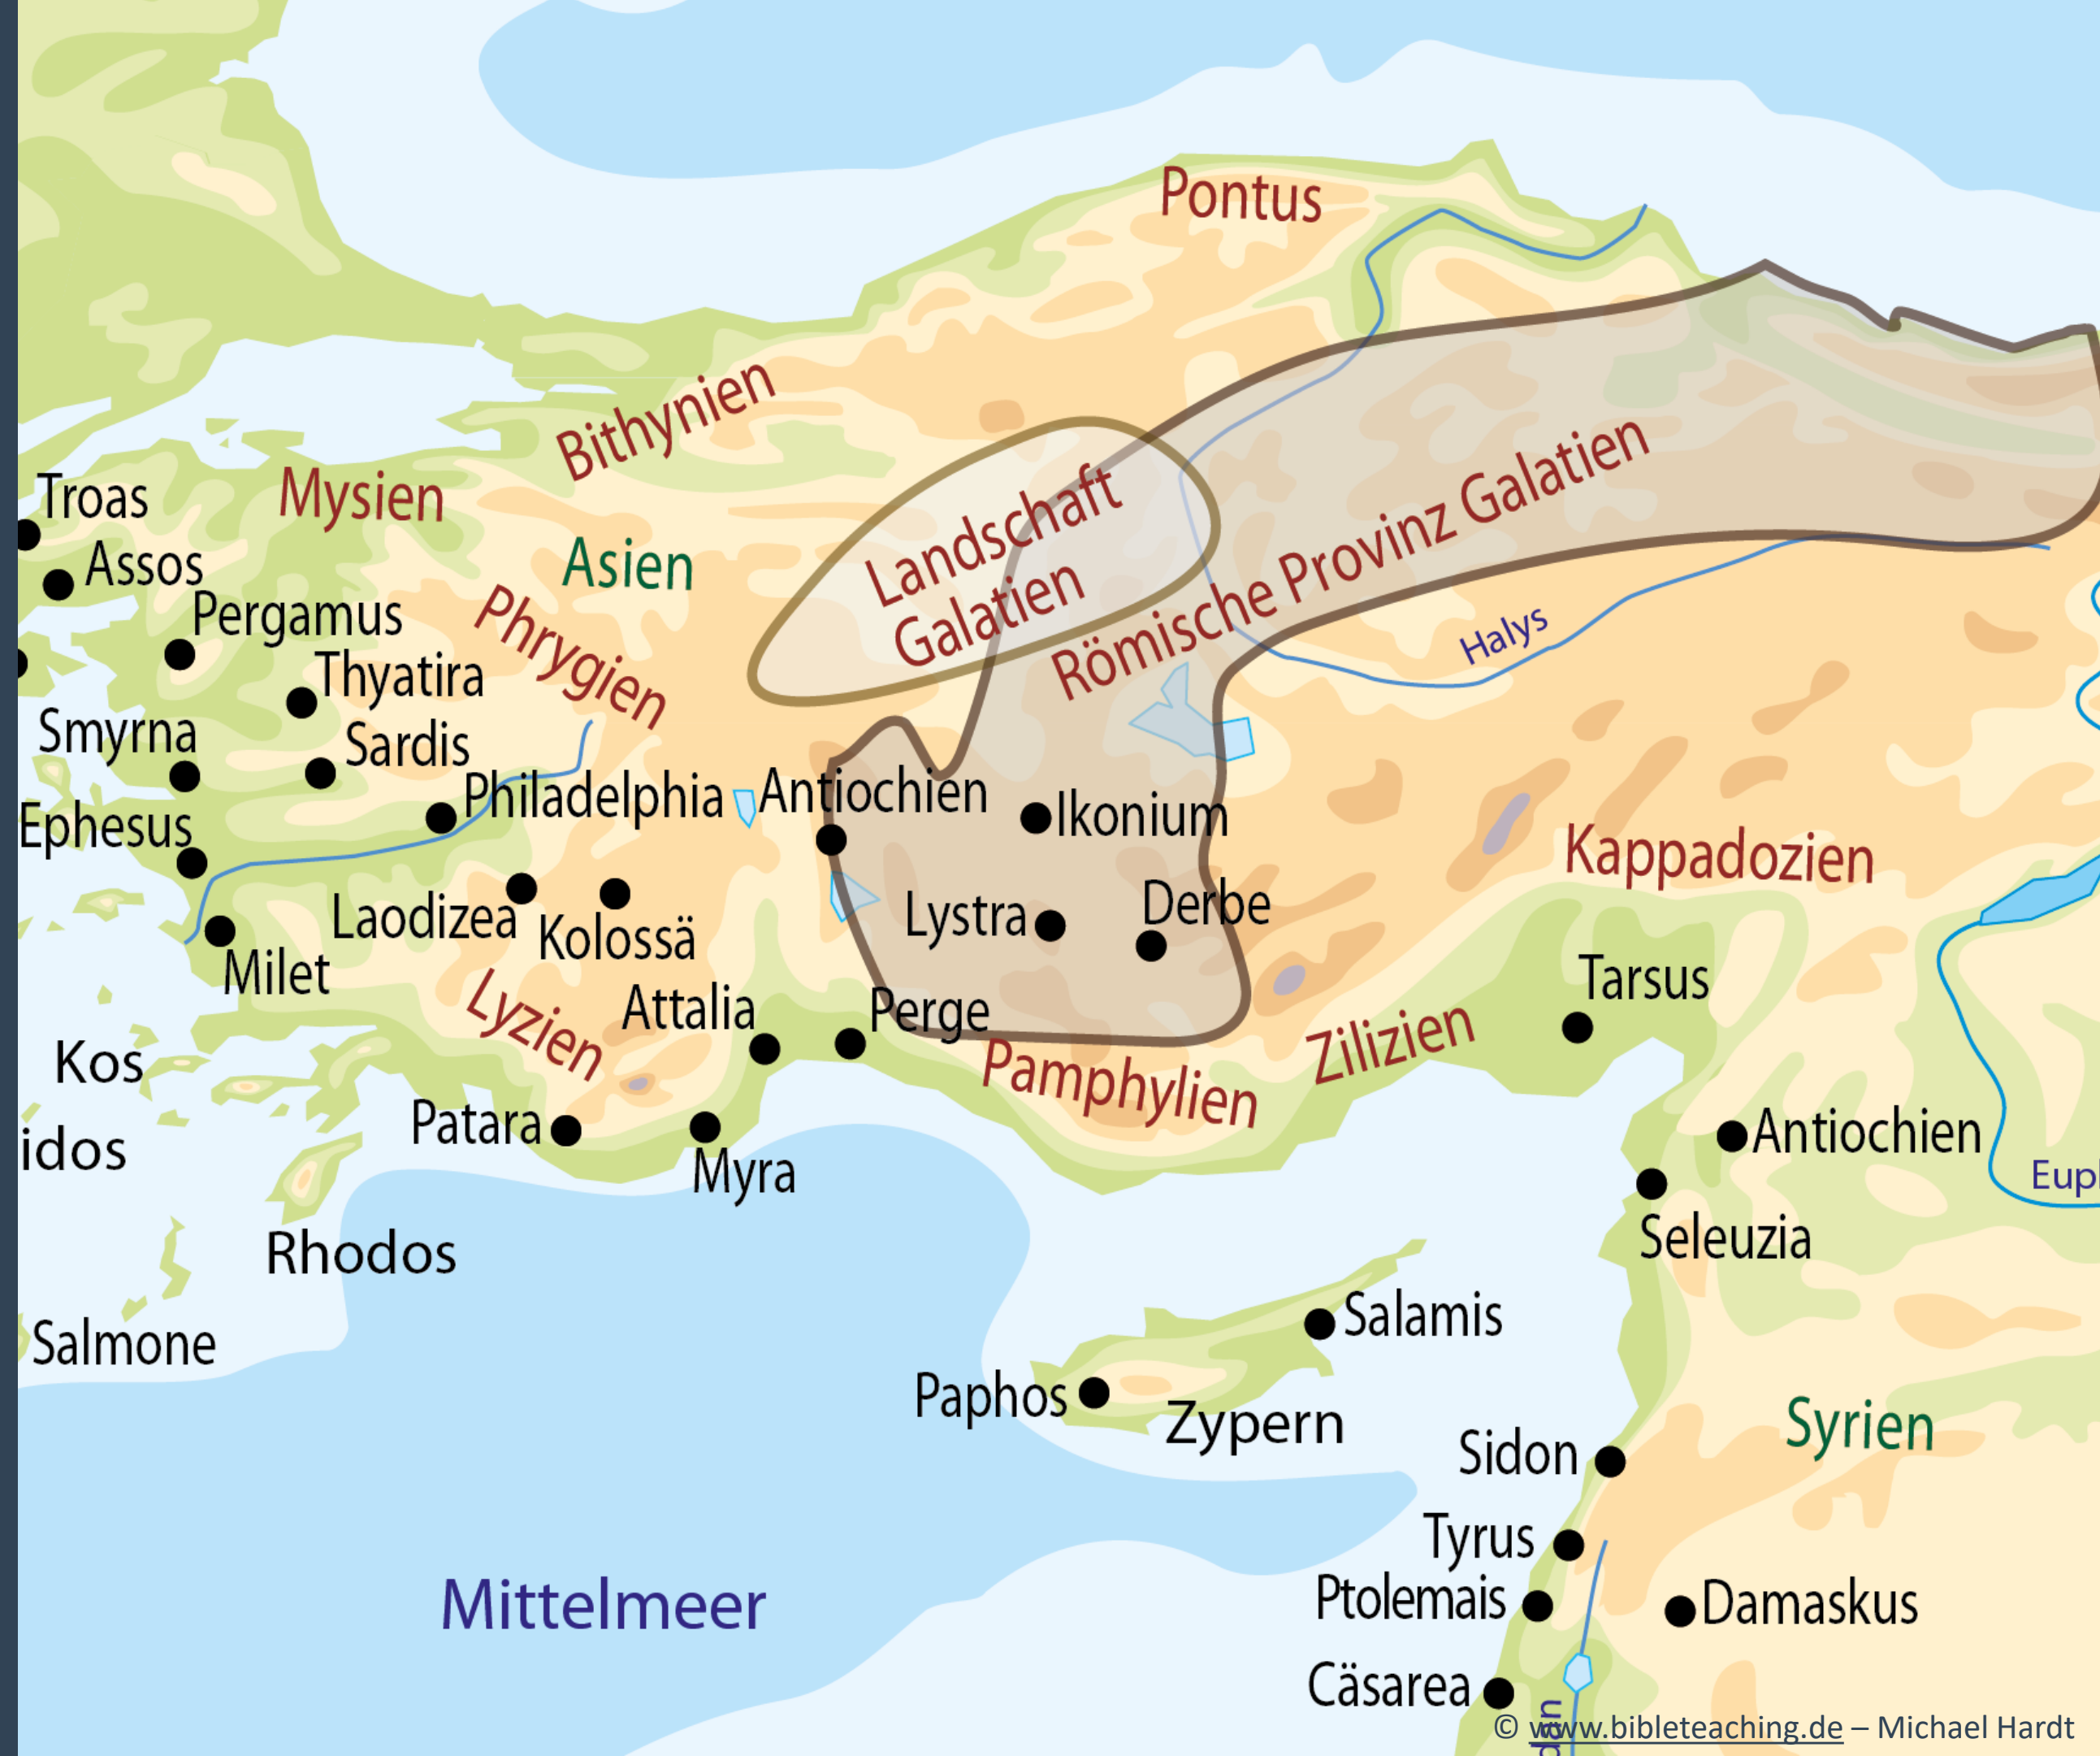 Pontus
Bithynien
Mysien
Troas
Asien
Assos
Landschaft
Galatien
Römische Provinz Galatien
Pergamus
Phrygien
Halys
Thyatira
Smyrna
Sardis
Philadelphia
Antiochien
Ikonium
Ephesus
Kappadozien
Laodizea
Kolossä
Lystra
Derbe
Milet
Tarsus
Lyzien
Attalia
Perge
Zilizien
Kos
Pamphylien
Patara
Antiochien
idos
Myra
Eup
Rhodos
Seleuzia
Salmone
Salamis
Paphos
Zypern
Syrien
Sidon
Tyrus
Mittelmeer
Ptolemais
Damaskus
Cäsarea
dan
© www.bibleteaching.de – Michael Hardt